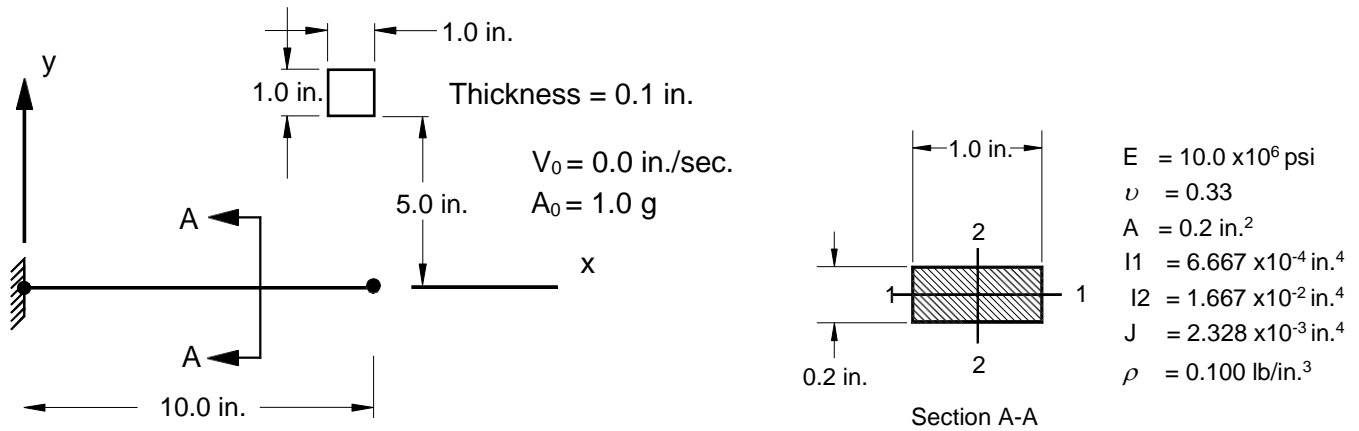 1.0 in.
y
1.0 in.
Thickness = 0.1 in.
V₀ = 0.0 in./sec.
A₀ = 1.0 g
5.0 in.
A
x
A
10.0 in.
1.0 in.
2
1
1
2
0.2 in.
Section A-A
E = 10.0 x10⁶ psi
υ = 0.33
A = 0.2 in.²
I1 = 6.667 x10⁻⁴ in.⁴
I2 = 1.667 x10⁻² in.⁴
J = 2.328 x10⁻³ in.⁴
ρ = 0.100 lb/in.³